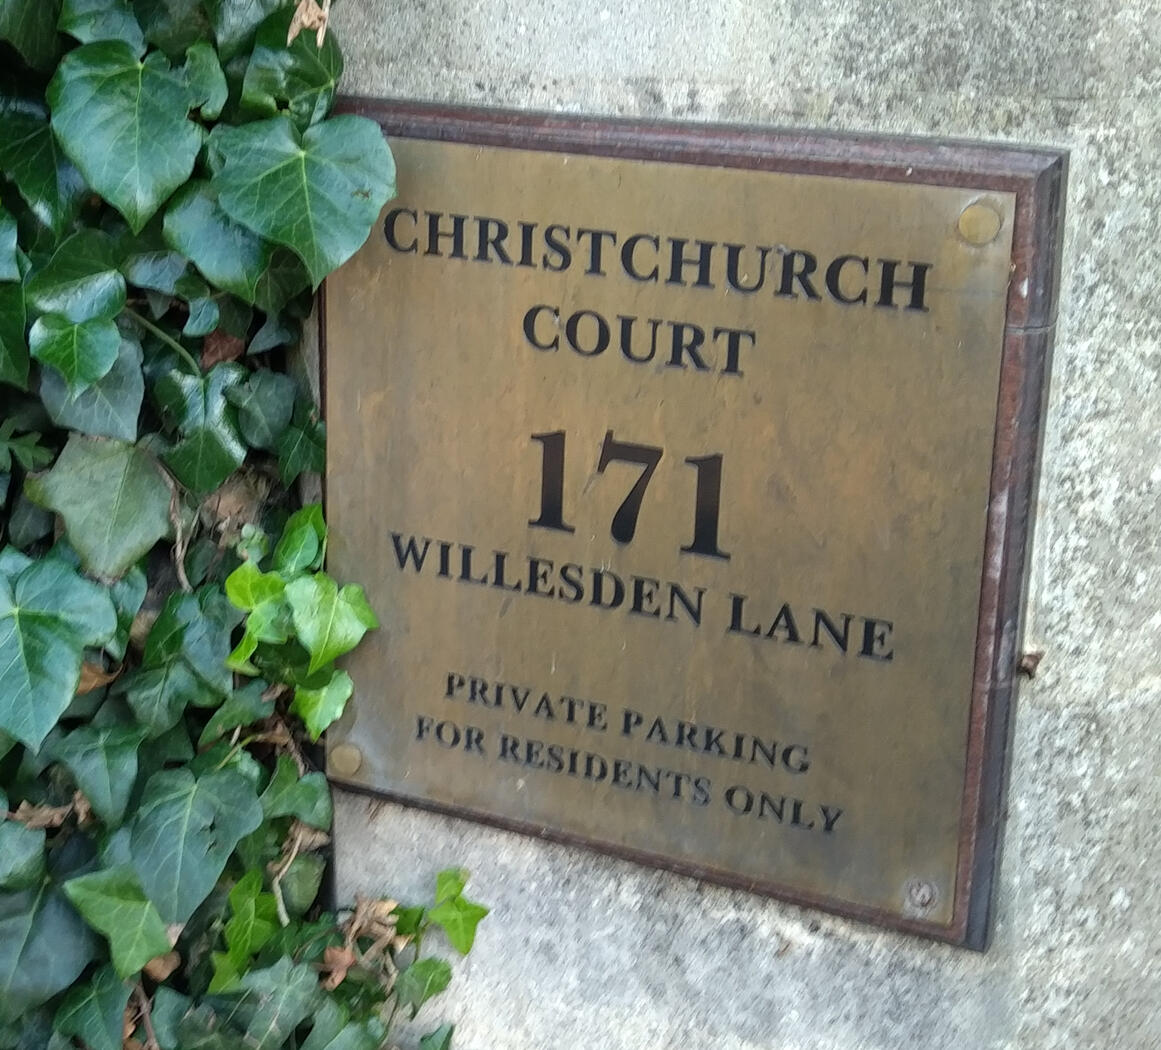 CHRISTCHURCH
COURT
171
WILLESDEN LANE
PRIVATE PARKING
FOR RESIDENTS ONLY